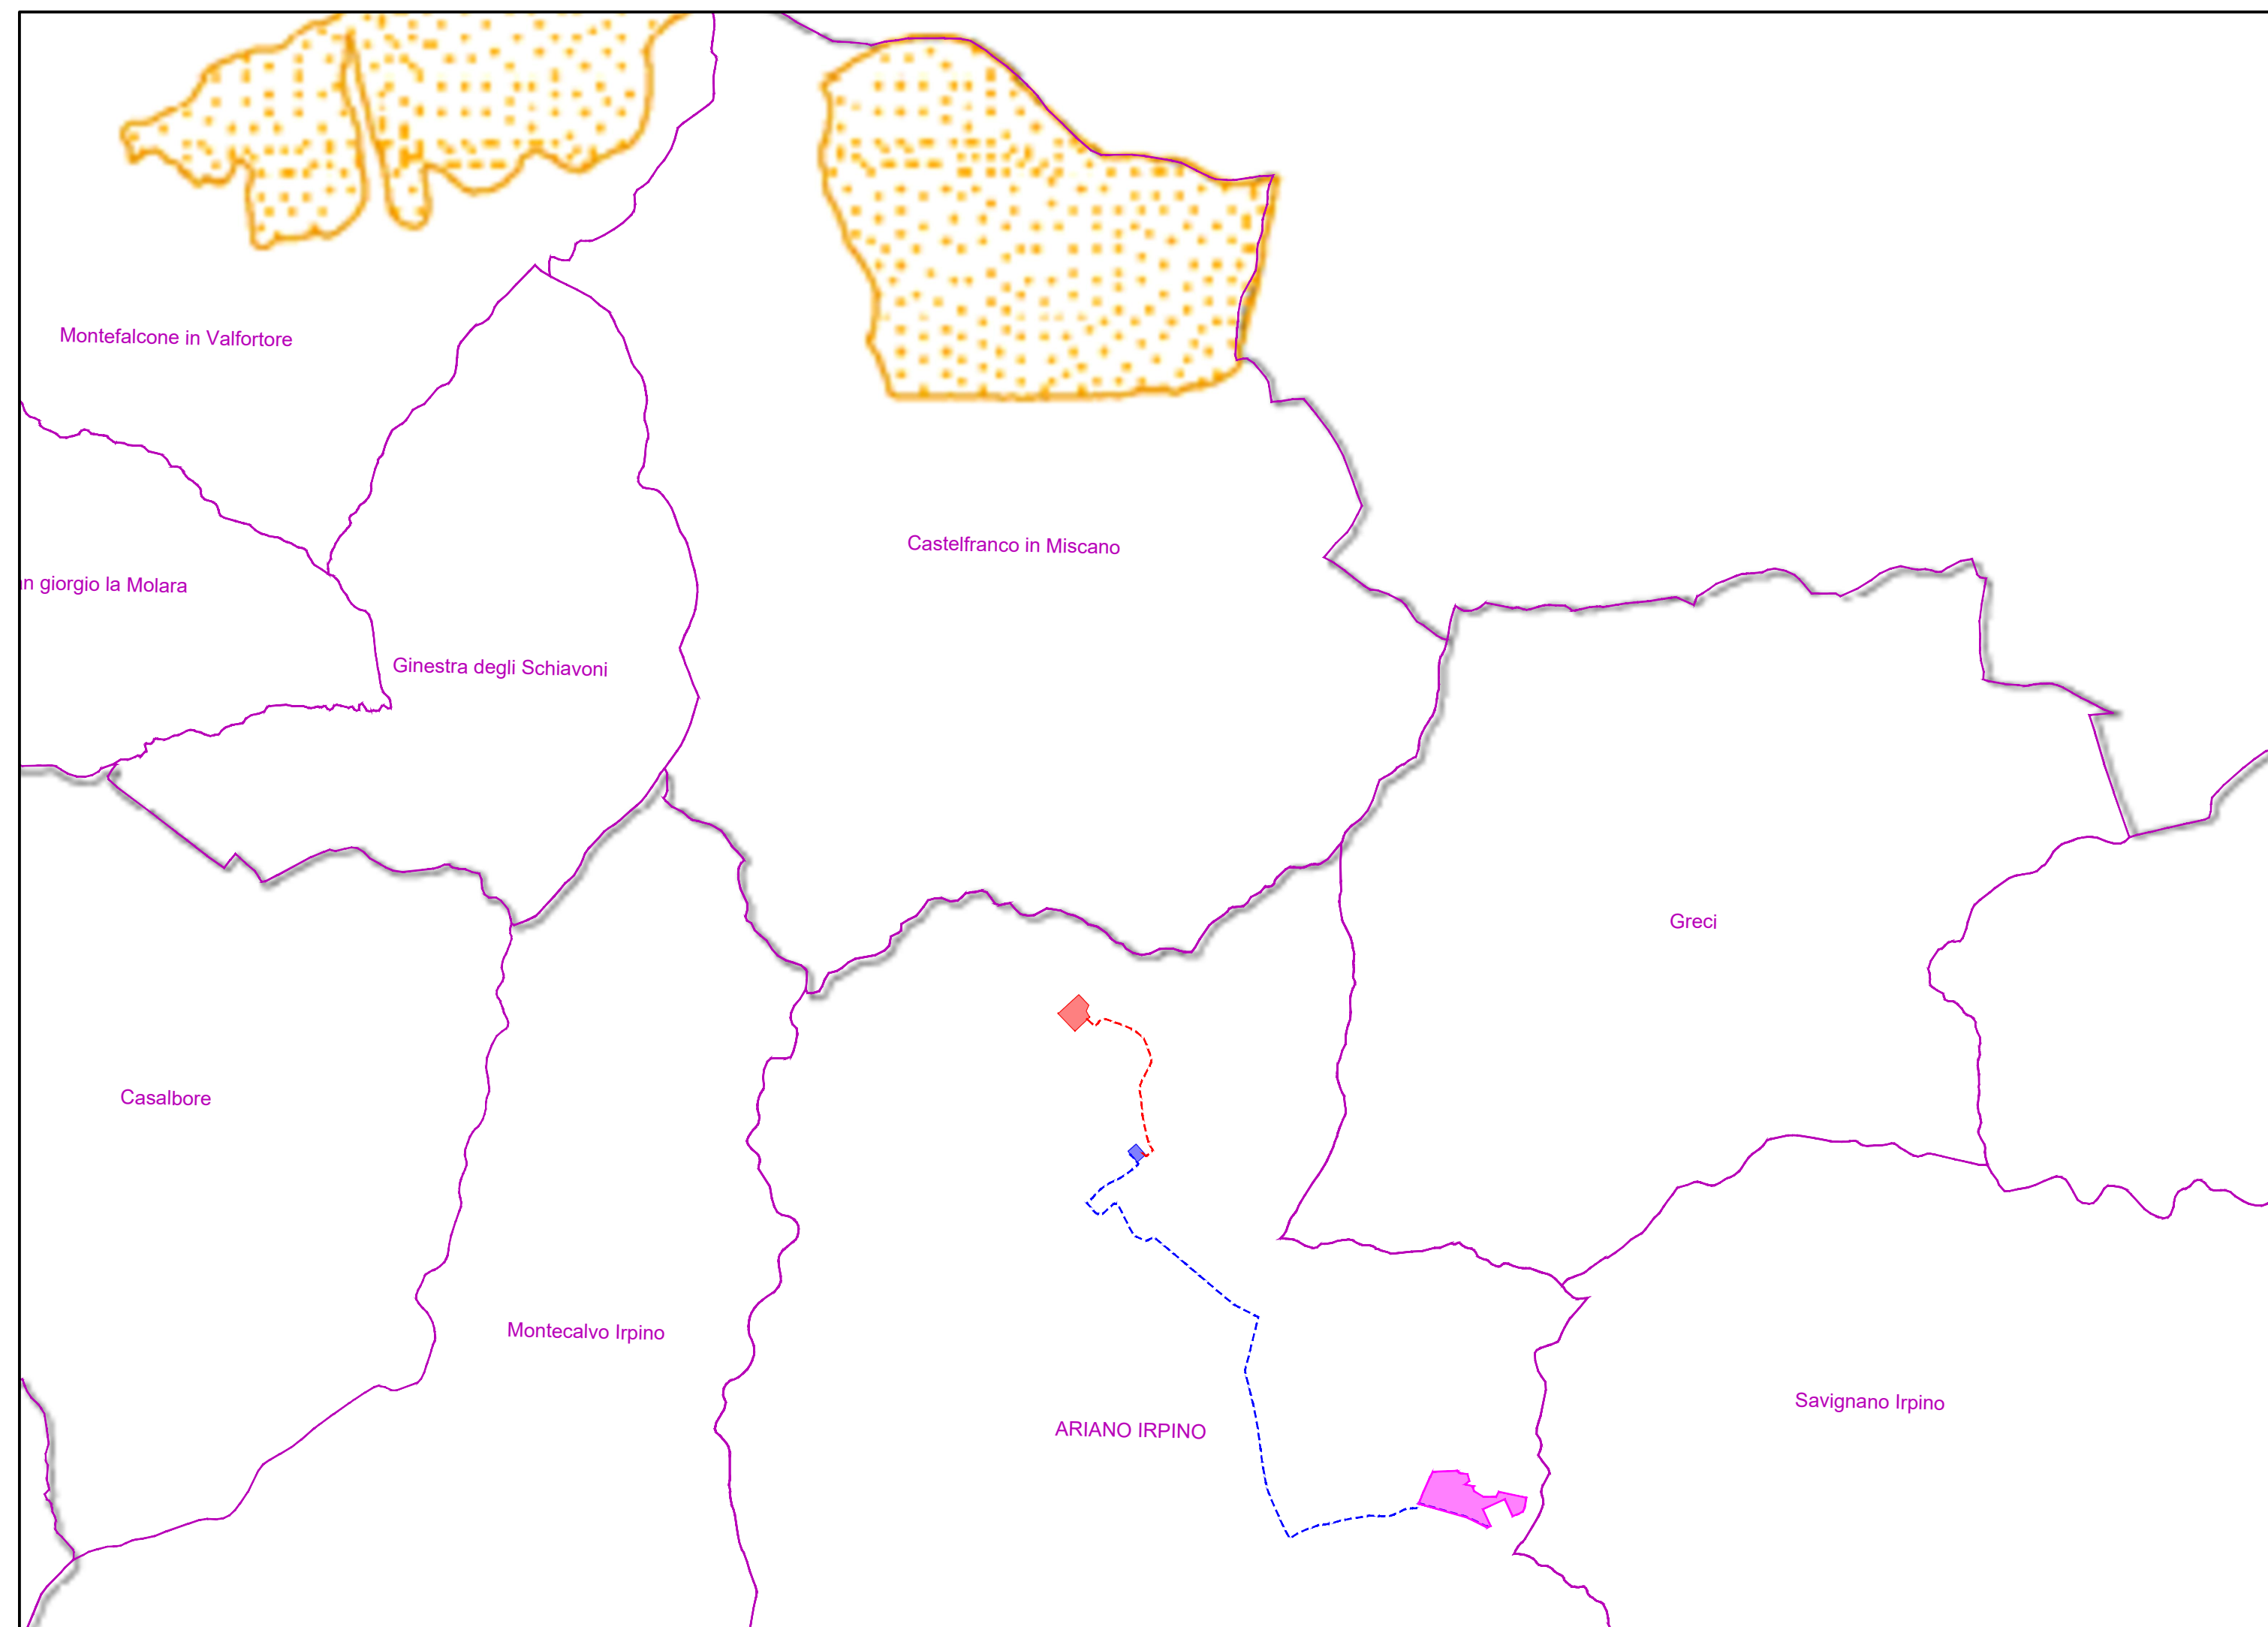 Montefalcone in Valfortore
Castelfranco in Miscano
n giorgio la Molara
Ginestra degli Schiavoni
Greci
Casalbore
Montecalvo Irpino
Savignano Irpino
ARIANO IRPINO